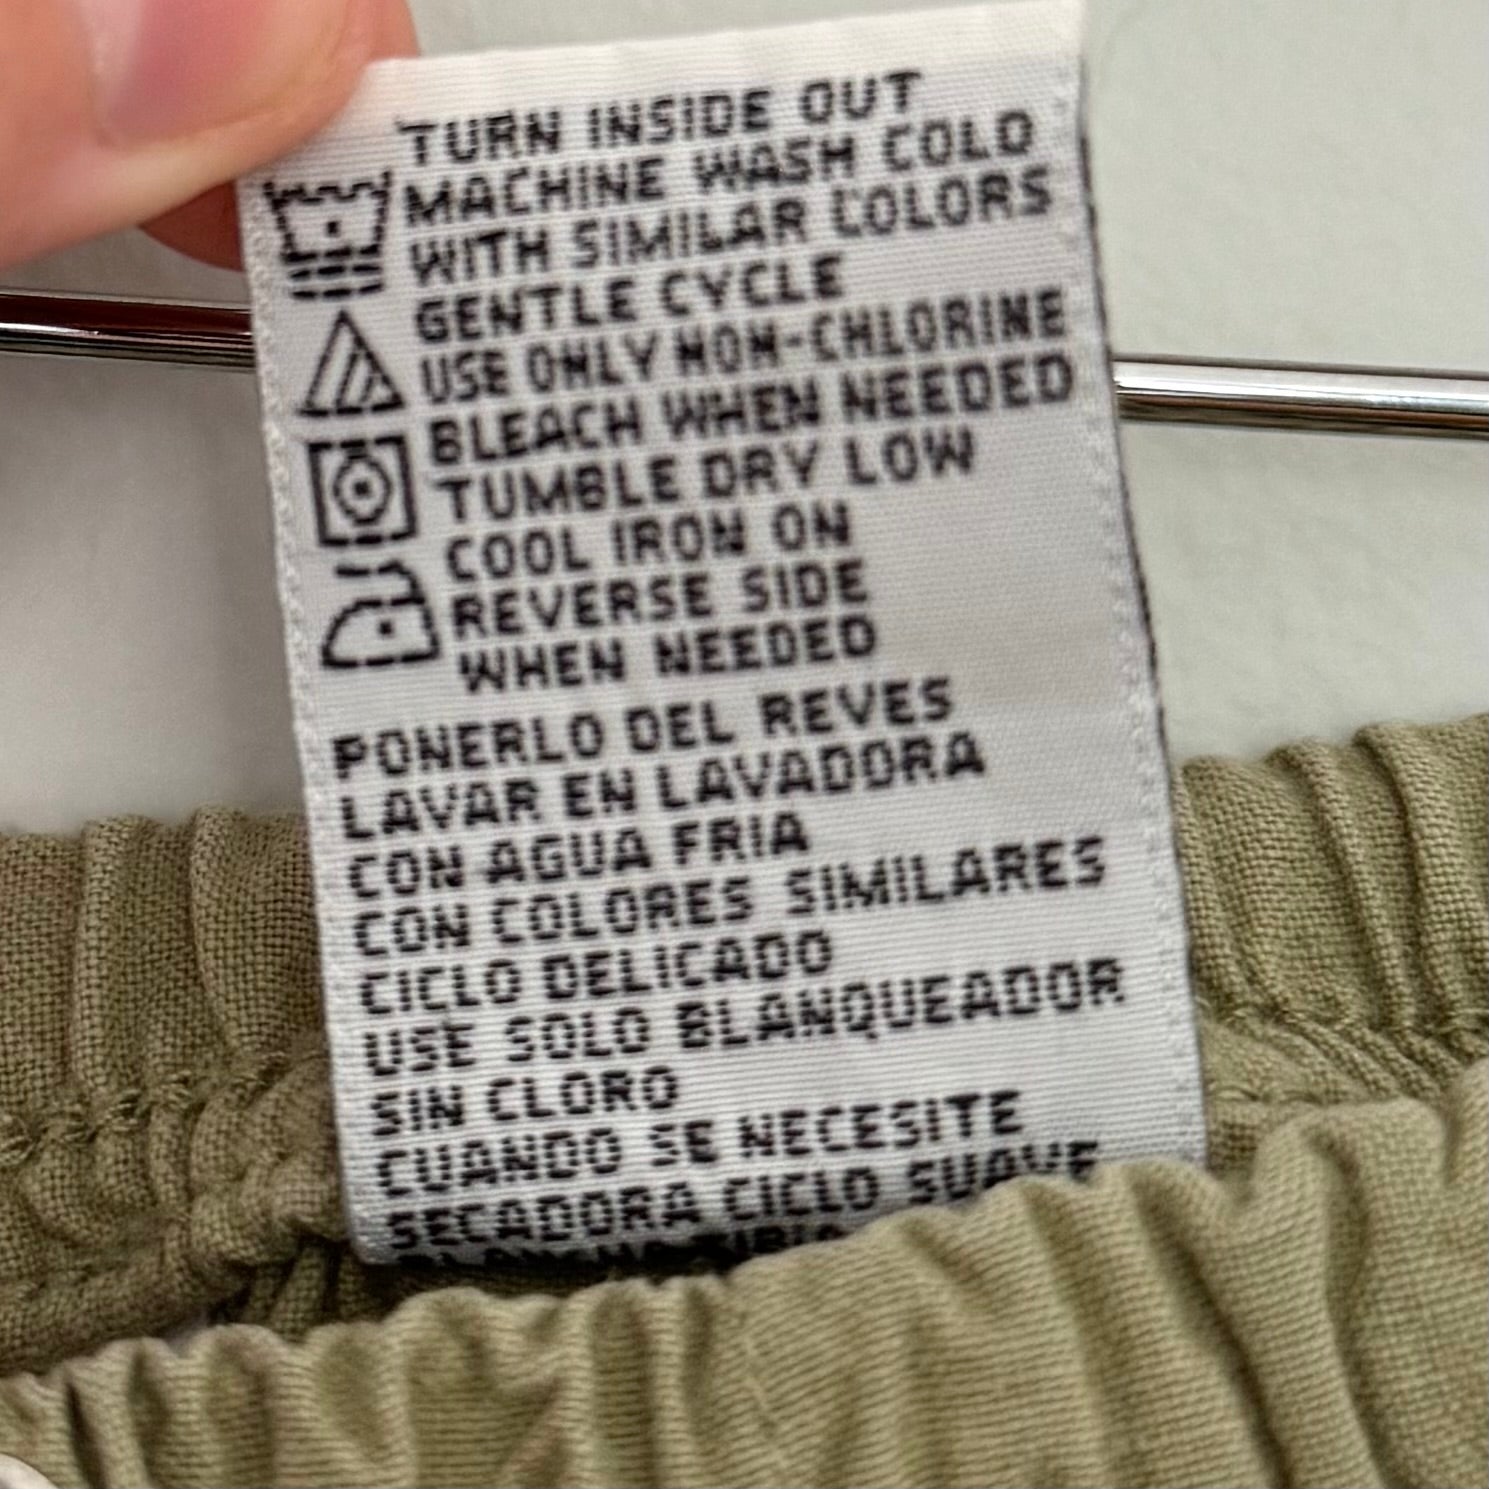 TURN INSIDE OUT
MACHINE WASH COLD
WITH SIMILAR COLORS
GENTLE CYCLE
USE ONLY NON-CHLORINE
BLEACH WHEN NEEDED
TUMBLE DRY LOW
COOL IRON ON
REVERSE SIDE
WHEN NEEDED
PONERLO DEL REVES
LAVAR EN LAVADORA
CON AGUA FRIA
CON COLORES SIMILARES
CICLO DELICADO
USE SOLO BLANQUEADOR
SIN CLORO
CUANDO SE NECESITE
SECADORA CICLO SUAVE